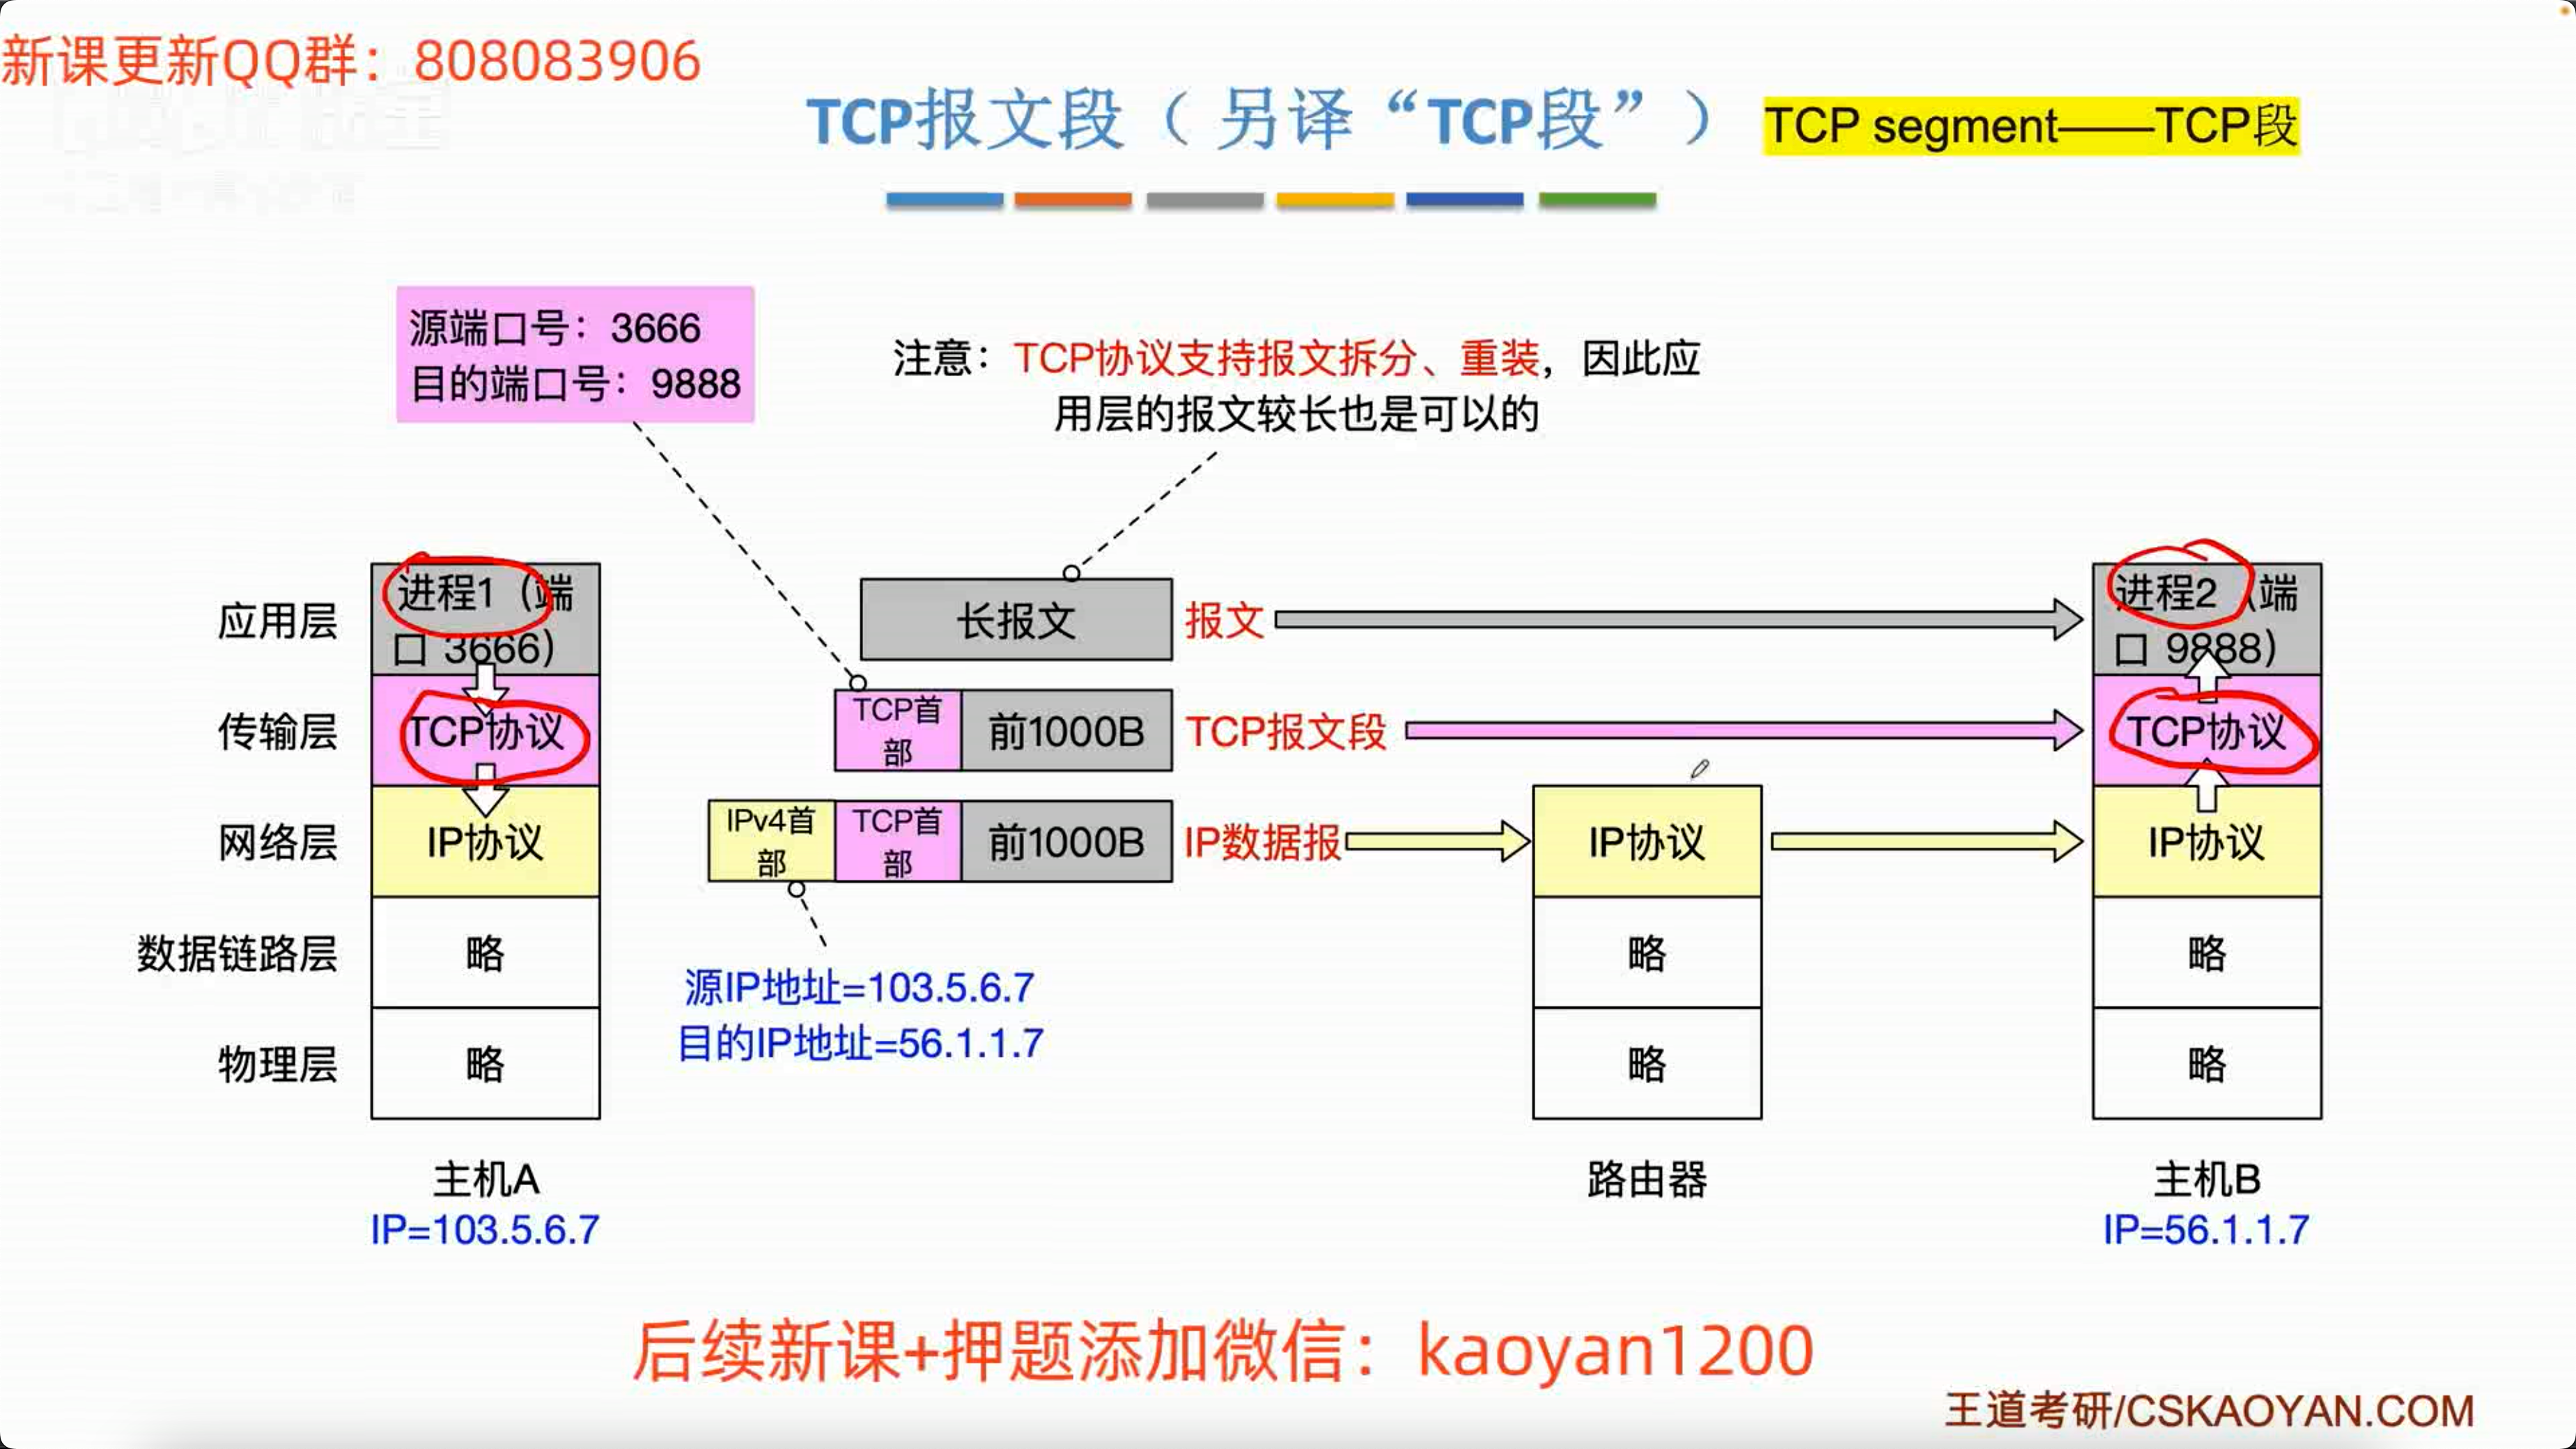 新课更新QQ群：808083906
TCP报文段（另译“TCP段”）
TCP segment——TCP段
源端口号：3666
目的端口号：9888
注意：TCP协议支持报文拆分、重装，因此应
用层的报文较长也是可以的
应用层
进程1（端
口 3666）
长报文
报文
进程2（端
口 9888）
传输层
TCP协议
TCP首
部
前1000B
TCP报文段
TCP协议
网络层
IP协议
IPv4首
部
TCP首
部
前1000B
IP数据报
IP协议
IP协议
数据链路层
略
略
略
源IP地址=103.5.6.7
目的IP地址=56.1.1.7
物理层
略
略
略
主机A
IP=103.5.6.7
路由器
主机B
IP=56.1.1.7
后续新课+押题添加微信：kaoyan1200
王道考研/CSKAOYAN.COM